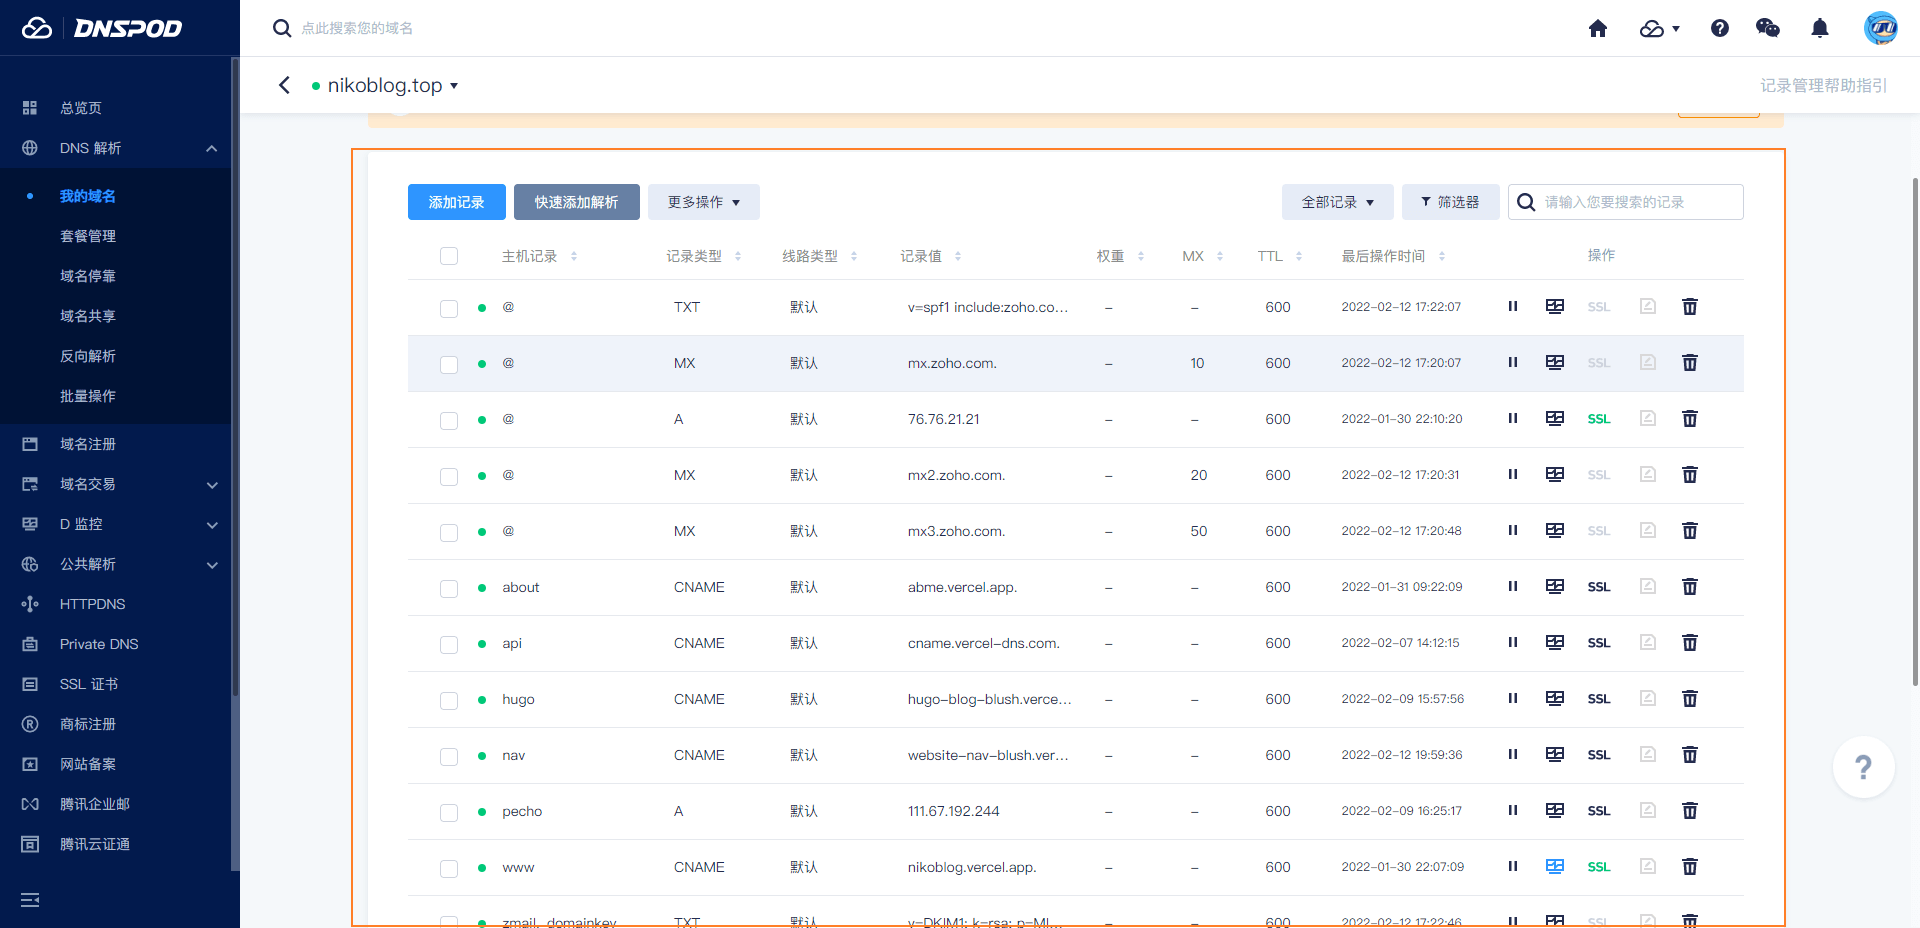 DNSPOD
点此搜索您的域名
nikoblog.top
记录管理帮助指引
总览页
DNS 解析
我的域名
套餐管理
域名停靠
域名共享
反向解析
批量操作
域名注册
域名交易
D 监控
公共解析
HTTPDNS
Private DNS
SSL 证书
商标注册
网站备案
腾讯企业邮
腾讯云证通
添加记录 快速添加解析 更多操作 全部记录 筛选器 请输入您要搜索的记录
主机记录 记录类型 线路类型 记录值 权重 MX TTL 最后操作时间 操作
@ TXT 默认 v=spf1 include:zoho.co... – – 600 2022-02-12 17:22:07 SSL
@ MX 默认 mx.zoho.com. – 10 600 2022-02-12 17:20:07 SSL
@ A 默认 76.76.21.21 – – 600 2022-01-30 22:10:20 SSL
@ MX 默认 mx2.zoho.com. – 20 600 2022-02-12 17:20:31 SSL
@ MX 默认 mx3.zoho.com. – 50 600 2022-02-12 17:20:48 SSL
about CNAME 默认 abme.vercel.app. – – 600 2022-01-31 09:22:09 SSL
api CNAME 默认 cname.vercel-dns.com. – – 600 2022-02-07 14:12:15 SSL
hugo CNAME 默认 hugo-blog-blush.verce... – – 600 2022-02-09 15:57:56 SSL
nav CNAME 默认 website-nav-blush.ver... – – 600 2022-02-12 19:59:36 SSL
pecho A 默认 111.67.192.244 – – 600 2022-02-09 16:25:17 SSL
www CNAME 默认 nikoblog.vercel.app. – – 600 2022-01-30 22:07:09 SSL
zmail._domainkey TXT 默认 v=DKIM1; k=rsa; p=MI... – – 600 2022-02-12 17:22:46 SSL
?